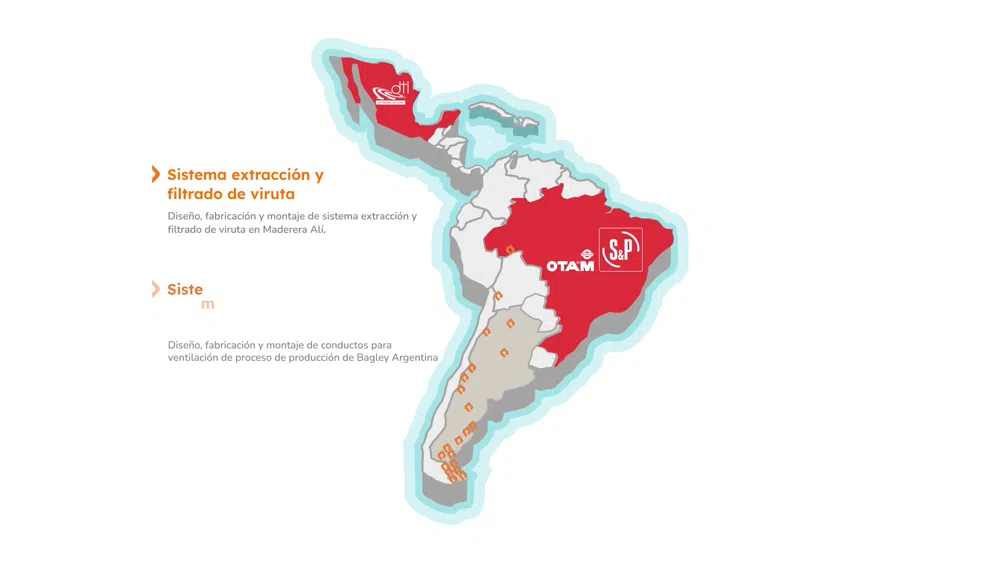 Sistema extracción y
filtrado de viruta
Diseño, fabricación y montaje de sistema extracción y
filtrado de viruta en Maderera Alí.
Siste
m
Diseño, fabricación y montaje de conductos para
ventilación de proceso de producción de Bagley Argentina
dti
OTAM
S&P